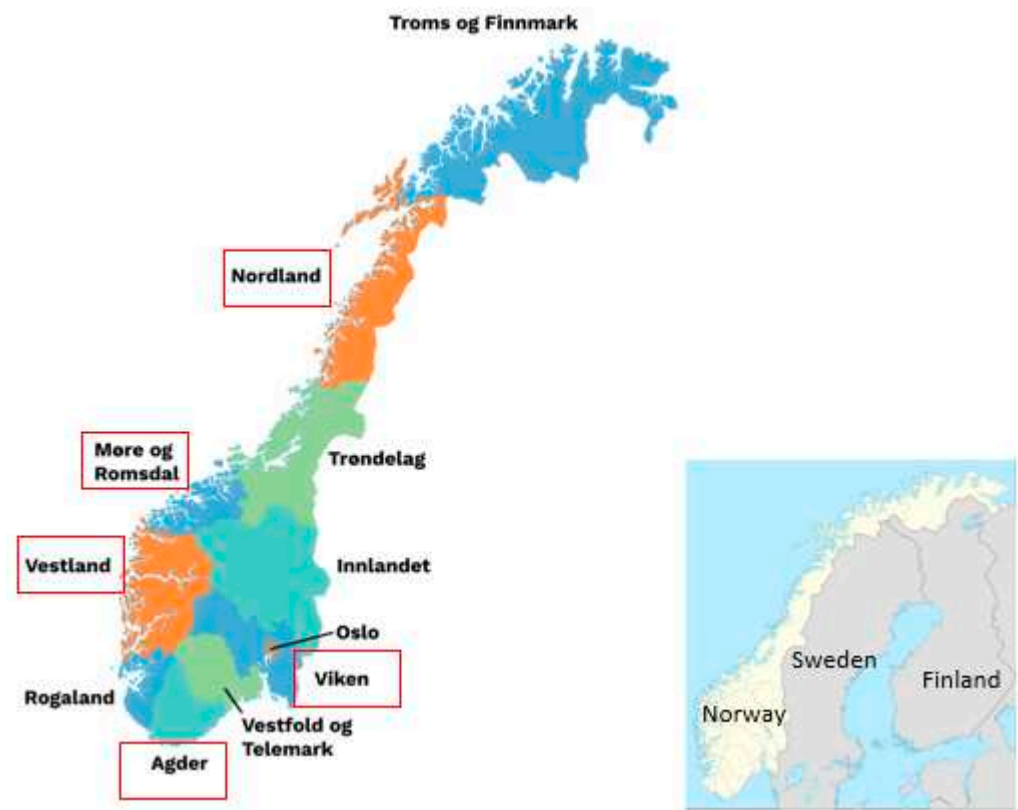 Troms og Finnmark
Nordland
Møre og
Romsdal
Trøndelag
Vestland
Innlandet
Oslo
Viken
Rogaland
Vestfold og
Telemark
Agder
Sweden
Finland
Norway